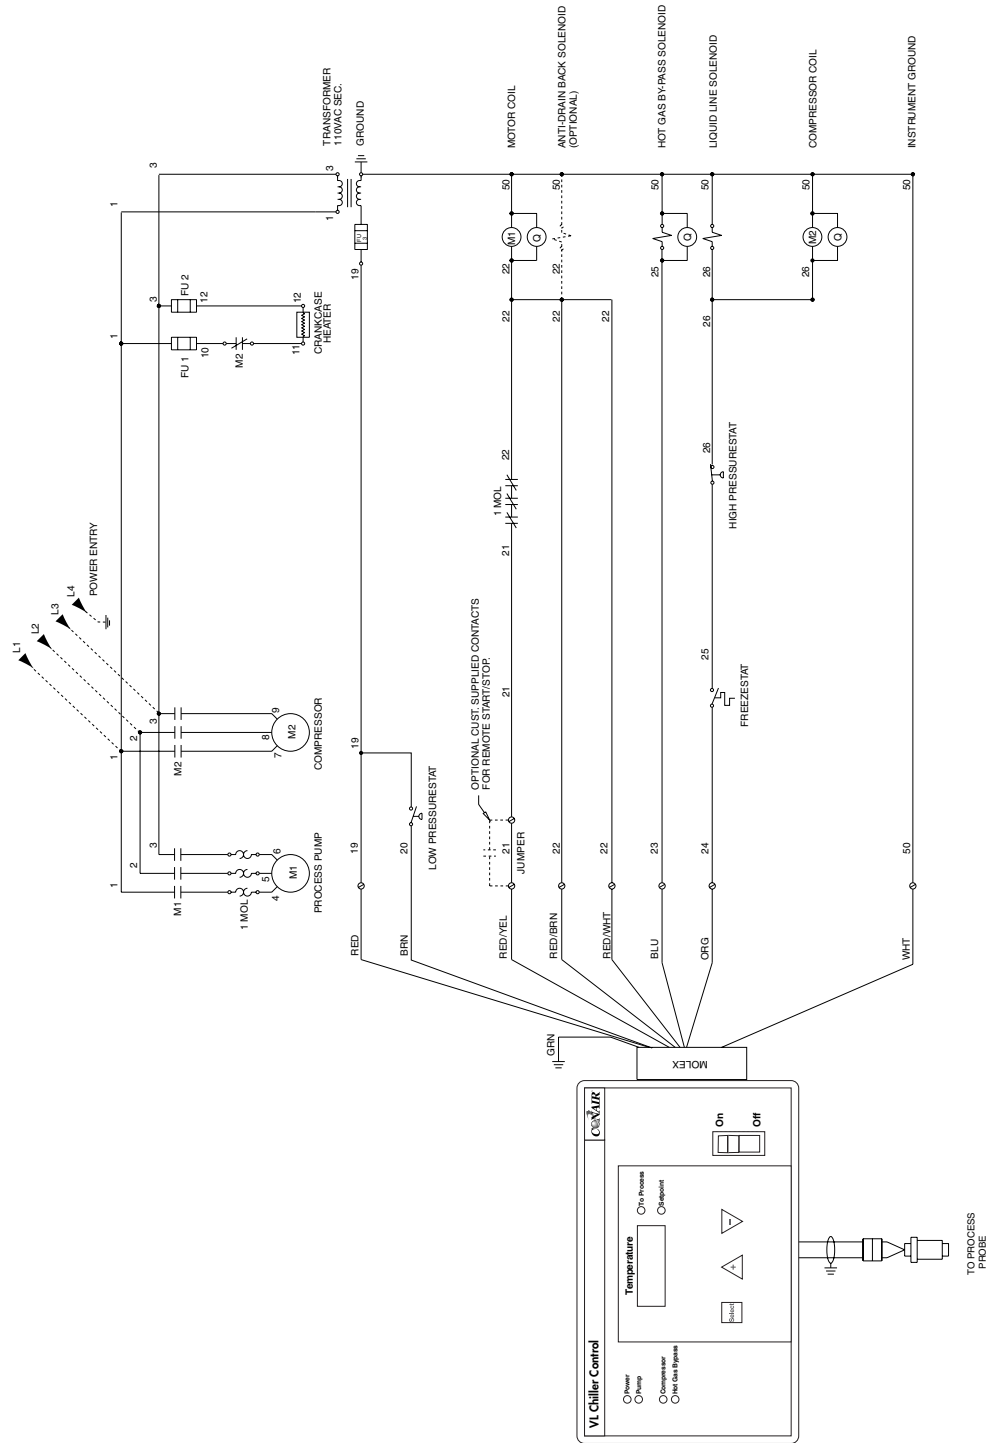 TRANSFORMER
110VAC SEC.
GROUND
MOTOR COIL
ANTI-DRAIN BACK SOLENOID
(OPTIONAL)
HOT GAS BY-PASS SOLENOID
LIQUID LINE SOLENOID
COMPRESSOR COIL
INSTRUMENT GROUND
3
1
3
1
FU
19
3
1
FU 2
FU 1
12
10
12
11
M2
CRANKCASE
HEATER
POWER ENTRY
L1
L2
L3
L4
1
2
3
M2
7
8
9
M2
COMPRESSOR
1
2
3
M1
1 MOL
4
5
6
M1
PROCESS PUMP
RED
19
19
BRN
20
LOW PRESSURESTAT
OPTIONAL CUST. SUPPLIED CONTACTS
FOR REMOTE START/STOP.
RED/YEL
21
JUMPER
21
21
1 MOL
22
22
22
M1
Q
50
RED/BRN
22
22
22
50
RED/WHT
22
22
BLU
23
25
Q
50
ORG
24
FREEZESTAT
25
HIGH PRESSURESTAT
26
26
26
50
26
M2
Q
50
WHT
50
50
GRN
MOLEX
VL Chiller Control
CONAIR
Power
Pump
Compressor
Hot Gas Bypass
Temperature
To Process
Setpoint
Select
+
–
On
Off
TO PROCESS
PROBE